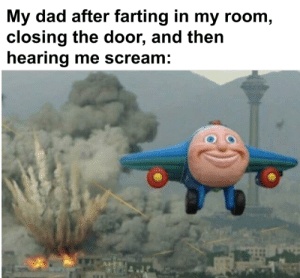 My dad after farting in my room,
closing the door, and then
hearing me scream: